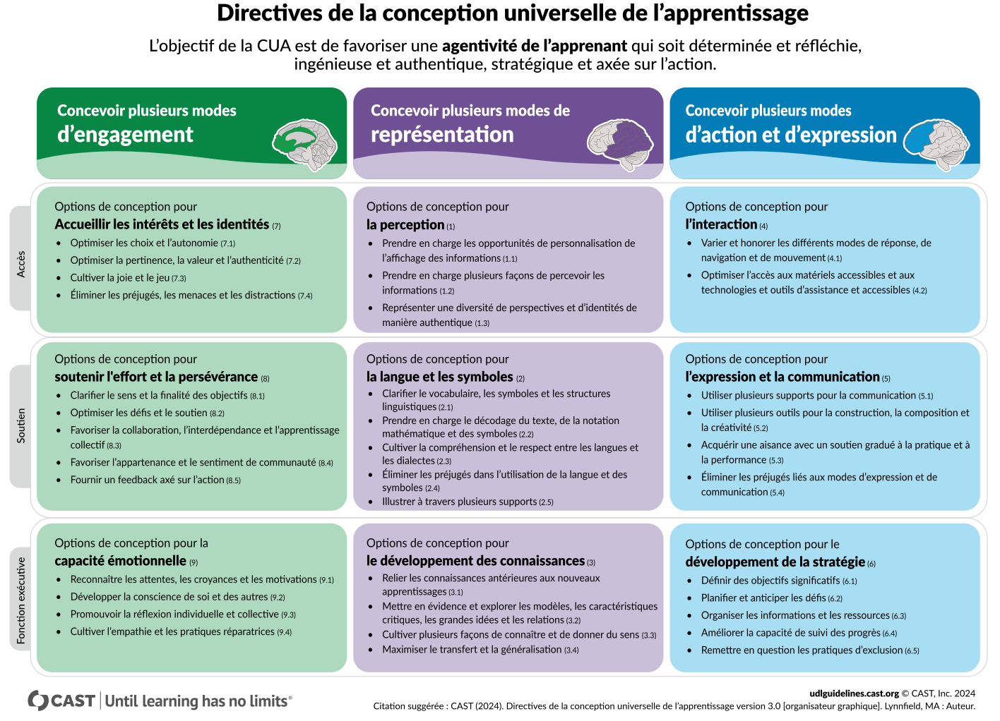 Directives de la conception universelle de l’apprentissage
L’objectif de la CUA est de favoriser une agentivité de l’apprenant qui soit déterminée et réfléchie,
ingénieuse et authentique, stratégique et axée sur l’action.
Concevoir plusieurs modes
d’engagement
Concevoir plusieurs modes de
représentation
Concevoir plusieurs modes
d’action et d’expression
Accès
Options de conception pour
Accueillir les intérêts et les identités (7)
• Optimiser les choix et l’autonomie (7.1)
• Optimiser la pertinence, la valeur et l’authenticité (7.2)
• Cultiver la joie et le jeu (7.3)
• Éliminer les préjugés, les menaces et les distractions (7.4)
Options de conception pour
la perception (1)
• Prendre en charge les opportunités de personnalisation de
l’affichage des informations (1.1)
• Prendre en charge plusieurs façons de percevoir les
informations (1.2)
• Représenter une diversité de perspectives et d’identités de
manière authentique (1.3)
Options de conception pour
l’interaction (4)
• Varier et honorer les différents modes de réponse, de
navigation et de mouvement (4.1)
• Optimiser l’accès aux matériels accessibles et aux
technologies et outils d’assistance et accessibles (4.2)
Soutien
Options de conception pour
soutenir l'effort et la persévérance (8)
• Clarifier le sens et la finalité des objectifs (8.1)
• Optimiser les défis et le soutien (8.2)
• Favoriser la collaboration, l’interdépendance et l’apprentissage
collectif (8.3)
• Favoriser l’appartenance et le sentiment de communauté (8.4)
• Fournir un feedback axé sur l’action (8.5)
Options de conception pour
la langue et les symboles (2)
• Clarifier le vocabulaire, les symboles et les structures
linguistiques (2.1)
• Prendre en charge le décodage du texte, de la notation
mathématique et des symboles (2.2)
• Cultiver la compréhension et le respect entre les langues et
les dialectes (2.3)
• Éliminer les préjugés dans l’utilisation de la langue et des
symboles (2.4)
• Illustrer à travers plusieurs supports (2.5)
Options de conception pour
l’expression et la communication (5)
• Utiliser plusieurs supports pour la communication (5.1)
• Utiliser plusieurs outils pour la construction, la composition et
la créativité (5.2)
• Acquérir une aisance avec un soutien gradué à la pratique et à
la performance (5.3)
• Éliminer les préjugés liés aux modes d’expression et de
communication (5.4)
Fonction exécutive
Options de conception pour la
capacité émotionnelle (9)
• Reconnaître les attentes, les croyances et les motivations (9.1)
• Développer la conscience de soi et des autres (9.2)
• Promouvoir la réflexion individuelle et collective (9.3)
• Cultiver l’empathie et les pratiques réparatrices (9.4)
Options de conception pour
le développement des connaissances (3)
• Relier les connaissances antérieures aux nouveaux
apprentissages (3.1)
• Mettre en évidence et explorer les modèles, les caractéristiques
critiques, les grandes idées et les relations (3.2)
• Cultiver plusieurs façons de connaître et de donner du sens (3.3)
• Maximiser le transfert et la généralisation (3.4)
Options de conception pour le
développement de la stratégie (6)
• Définir des objectifs significatifs (6.1)
• Planifier et anticiper les défis (6.2)
• Organiser les informations et les ressources (6.3)
• Améliorer la capacité de suivi des progrès (6.4)
• Remettre en question les pratiques d’exclusion (6.5)
CAST | Until learning has no limits®
udlguidelines.cast.org © CAST, Inc. 2024
Citation suggérée : CAST (2024). Directives de la conception universelle de l’apprentissage version 3.0 [organisateur graphique]. Lynnfield, MA : Auteur.